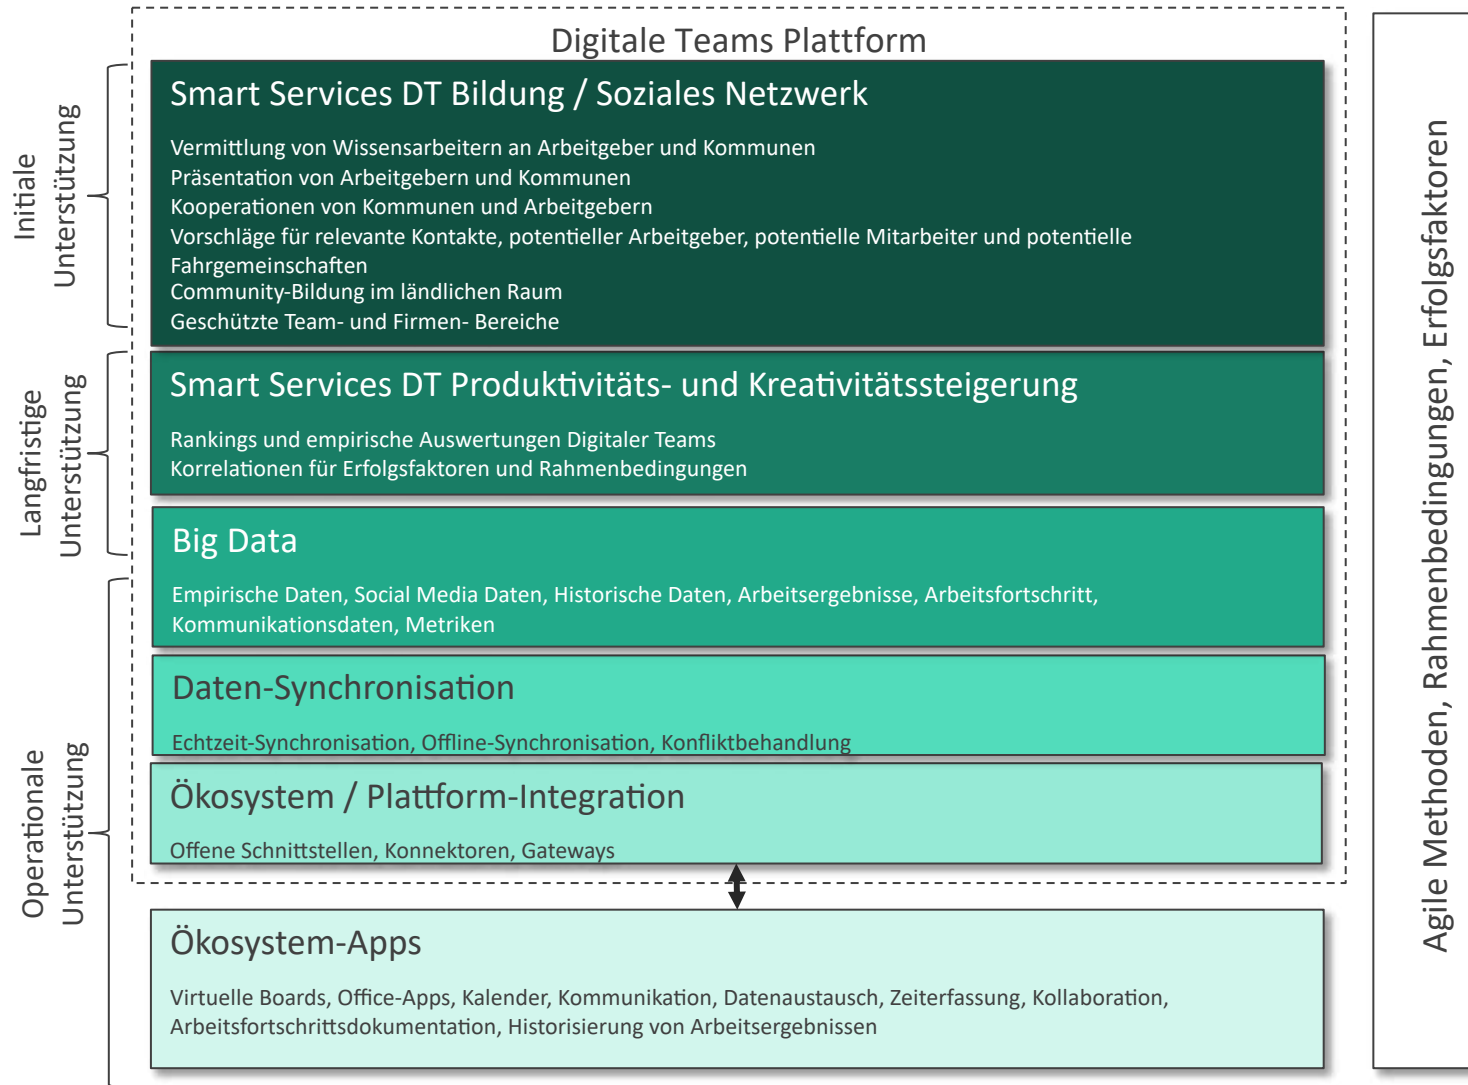 Digitale Teams Plattform
Initiale
Unterstützung
Smart Services DT Bildung / Soziales Netzwerk
Vermittlung von Wissensarbeitern an Arbeitgeber und Kommunen
Präsentation von Arbeitgebern und Kommunen
Kooperationen von Kommunen und Arbeitgebern
Vorschläge für relevante Kontakte, potentieller Arbeitgeber, potentielle Mitarbeiter und potentielle
Fahrgemeinschaften
Community-Bildung im ländlichen Raum
Geschützte Team- und Firmen- Bereiche
Langfristige
Unterstützung
Smart Services DT Produktivitäts- und Kreativitätssteigerung
Rankings und empirische Auswertungen Digitaler Teams
Korrelationen für Erfolgsfaktoren und Rahmenbedingungen
Big Data
Empirische Daten, Social Media Daten, Historische Daten, Arbeitsergebnisse, Arbeitsfortschritt,
Kommunikationsdaten, Metriken
Operationale
Unterstützung
Daten-Synchronisation
Echtzeit-Synchronisation, Offline-Synchronisation, Konfliktbehandlung
Ökosystem / Plattform-Integration
Offene Schnittstellen, Konnektoren, Gateways
Ökosystem-Apps
Virtuelle Boards, Office-Apps, Kalender, Kommunikation, Datenaustausch, Zeiterfassung, Kollaboration,
Arbeitsfortschrittsdokumentation, Historisierung von Arbeitsergebnissen
Agile Methoden, Rahmenbedingungen, Erfolgsfaktoren